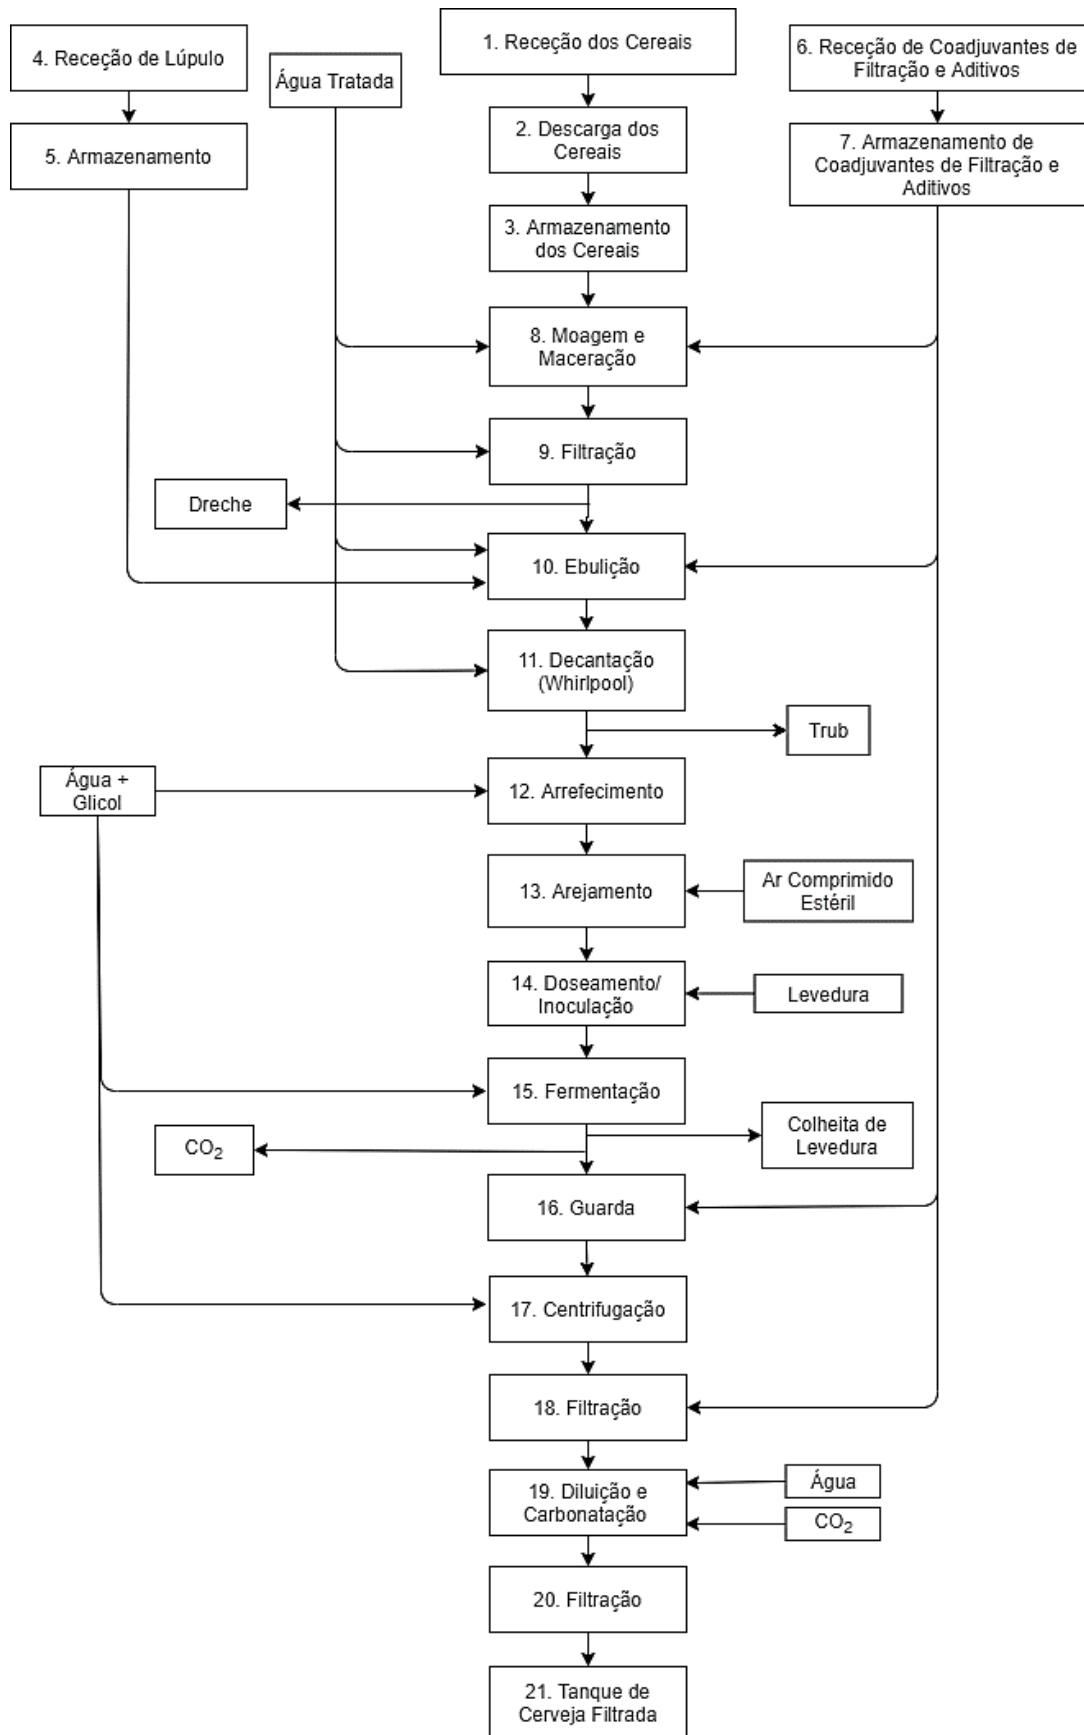 1. Receção dos Cereais
4. Receção de Lúpulo
6. Receção de Coadjuvantes de
Filtração e Aditivos
Água Tratada
2. Descarga dos
Cereais
5. Armazenamento
7. Armazenamento de
Coadjuvantes de Filtração e
Aditivos
3. Armazenamento
dos Cereais
8. Moagem e
Maceração
9. Filtração
Dreche
10. Ebulição
11. Decantação
(Whirlpool)
Trub
Água +
Glicol
12. Arrefecimento
13. Arejamento
Ar Comprimido
Estéril
14. Doseamento/
Inoculação
Levedura
15. Fermentação
CO2
Colheita de
Levedura
16. Guarda
17. Centrifugação
18. Filtração
19. Diluição e
Carbonatação
Água
CO2
20. Filtração
21. Tanque de
Cerveja Filtrada